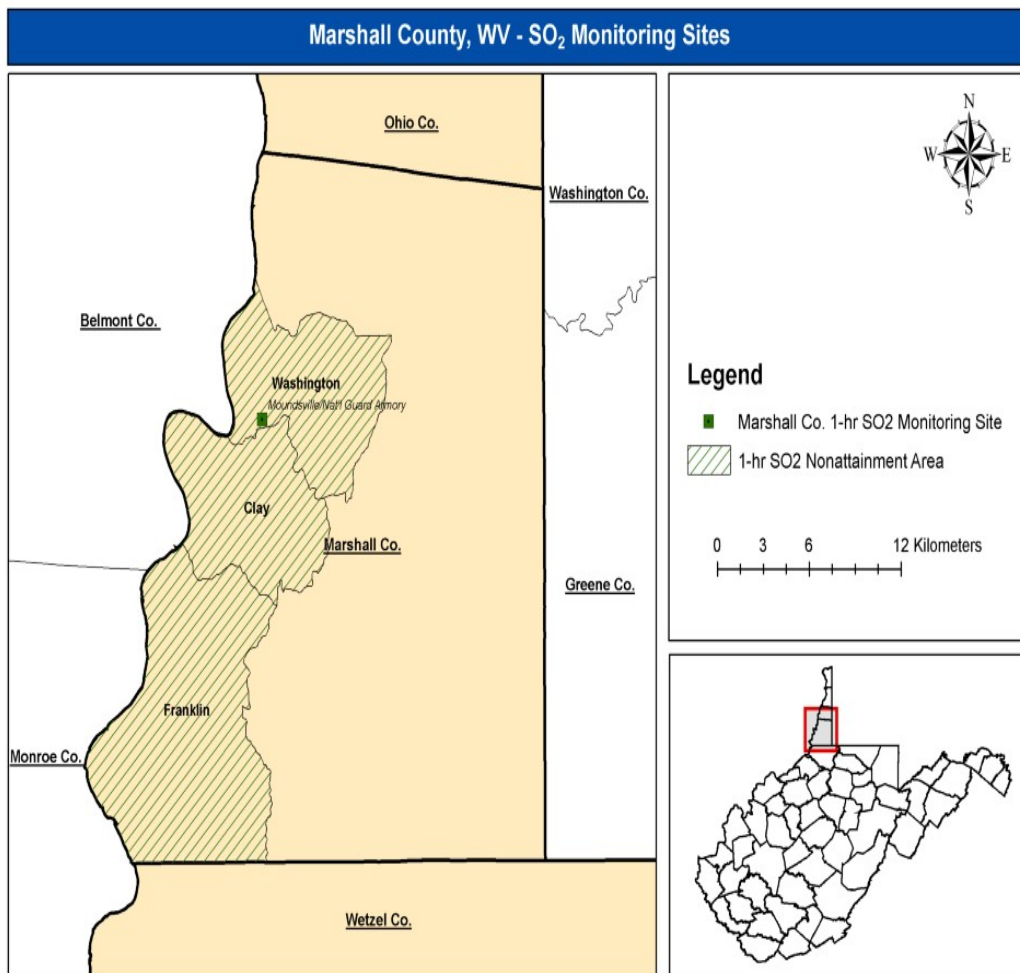 Marshall County, WV - SO₂ Monitoring Sites
Ohio Co.
Washington Co.
Belmont Co.
Washington
Moundsville/Nat'l Guard Armory
Clay
Marshall Co.
Greene Co.
Franklin
Monroe Co.
Wetzel Co.
N
W E
S
Legend
Marshall Co. 1-hr SO2 Monitoring Site
1-hr SO2 Nonattainment Area
0 3 6 12 Kilometers